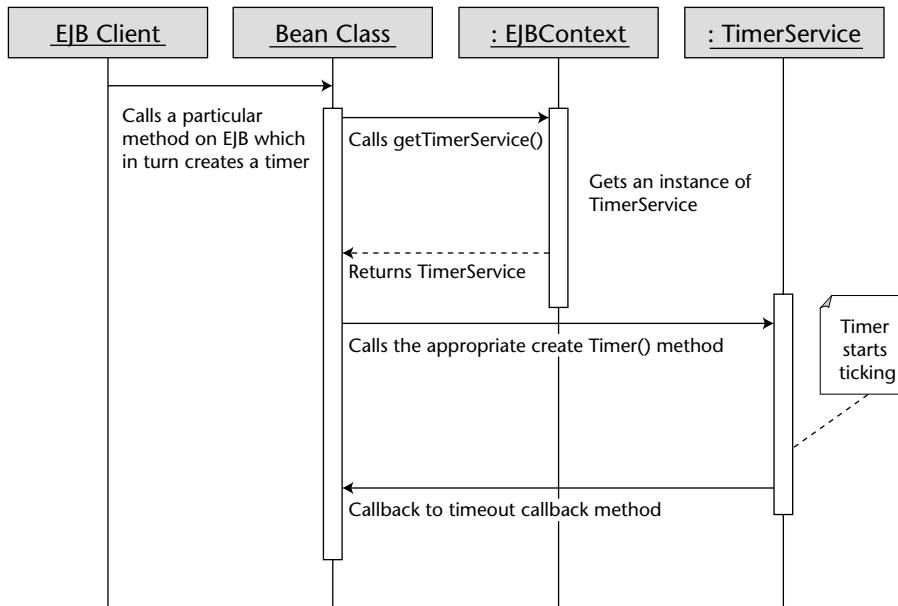 EJB Client
Bean Class
: EJBContext
: TimerService
Calls a particular
method on EJB which
in turn creates a timer
Calls getTimerService()
Gets an instance of
TimerService
Returns TimerService
Calls the appropriate create Timer() method
Timer
starts
ticking
Callback to timeout callback method